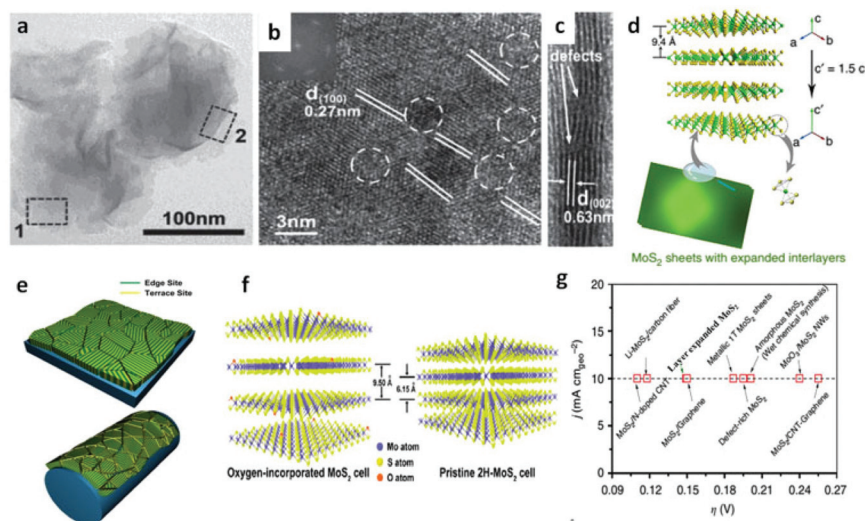 a
1
2
100nm
b
d(100)
0.27nm
3nm
c
defects
d(002)
0.63nm
d
9.4 Å
c
a
b
c' = 1.5 c
c'
a
b
MoS₂ sheets with expanded interlayers
e
Edge Site
Terrace Site
f
9.50 Å
6.15 Å
Mo atom
S atom
O atom
Oxygen-incorporated MoS₂ cell
Pristine 2H-MoS₂ cell
g
20
15
10
5
0
j (mA cm_geo⁻²)
Li-MoS₂/carbon fiber
Layer expanded MoS₂
Metallic 1T MoS₂ sheets
Amorphous MoS₂
(Wet chemical synthesis)
MoO₃/MoS₂ NWs
MoS₂/N-doped CNT
MoS₂/Graphene
Defect-rich MoS₂
MoS₂/CNT-Graphene
0.09
0.12
0.15
0.18
0.21
0.24
0.27
η (V)